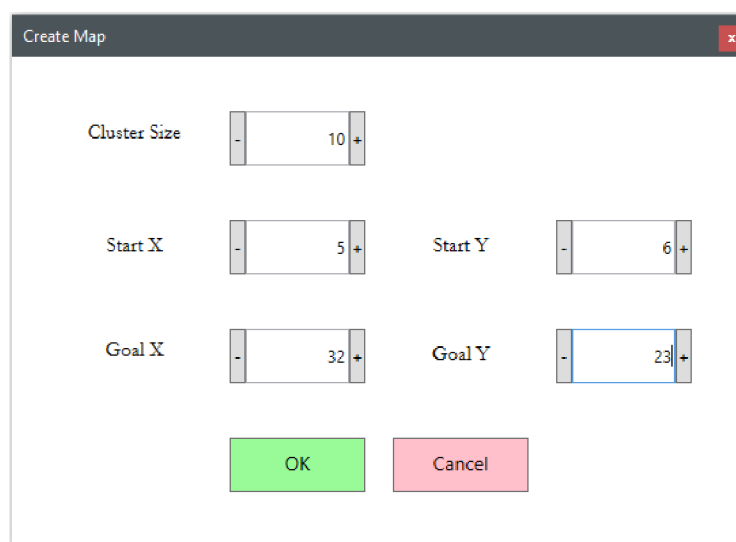 Create Map x
Cluster Size - 10 +
Start X - 5 + Start Y - 6 +
Goal X - 32 + Goal Y - 23 +
OK Cancel